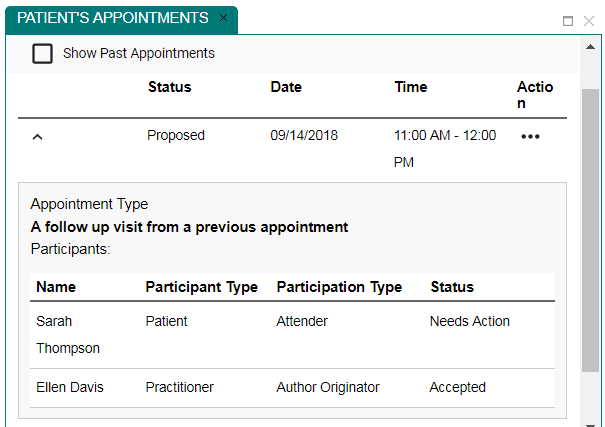 PATIENT'S APPOINTMENTS ×
Show Past Appointments
Status Date Time Actio
n
Proposed 09/14/2018 11:00 AM - 12:00
PM
Appointment Type
A follow up visit from a previous appointment
Participants:
Name Participant Type Participation Type Status
Sarah
Thompson
Patient Attender Needs Action
Ellen Davis Practitioner Author Originator Accepted